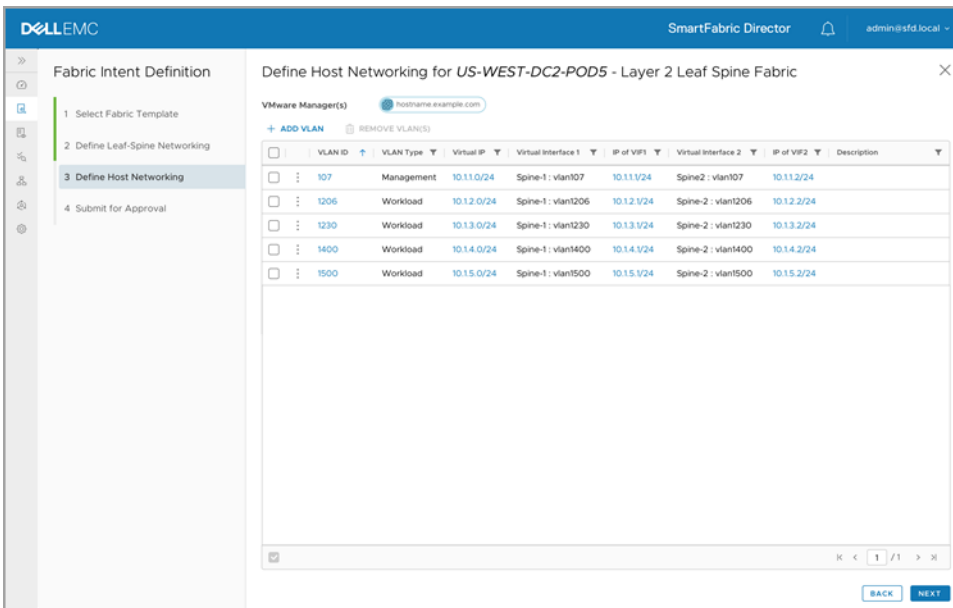 DELLEMC
SmartFabric Director
admin@sfd.local
Fabric Intent Definition
1 Select Fabric Template
2 Define Leaf-Spine Networking
3 Define Host Networking
4 Submit for Approval
Define Host Networking for US-WEST-DC2-POD5 - Layer 2 Leaf Spine Fabric
VMware Manager(s) hostname.example.com
+ ADD VLAN REMOVE VLAN(S)
VLAN ID VLAN Type Virtual IP Virtual Interface 1 IP of VIF1 Virtual Interface 2 IP of VIF2 Description
107 Management 10.1.1.0/24 Spine-1 : vlan107 10.1.1.1/24 Spine2 : vlan107 10.1.1.2/24
1206 Workload 10.1.2.0/24 Spine-1 : vlan1206 10.1.2.1/24 Spine-2 : vlan1206 10.1.2.2/24
1230 Workload 10.1.3.0/24 Spine-1 : vlan1230 10.1.3.1/24 Spine-2 : vlan1230 10.1.3.2/24
1400 Workload 10.1.4.0/24 Spine-1 : vlan1400 10.1.4.1/24 Spine-2 : vlan1400 10.1.4.2/24
1500 Workload 10.1.5.0/24 Spine-1 : vlan1500 10.1.5.1/24 Spine-2 : vlan1500 10.1.5.2/24
1 / 1
BACK NEXT